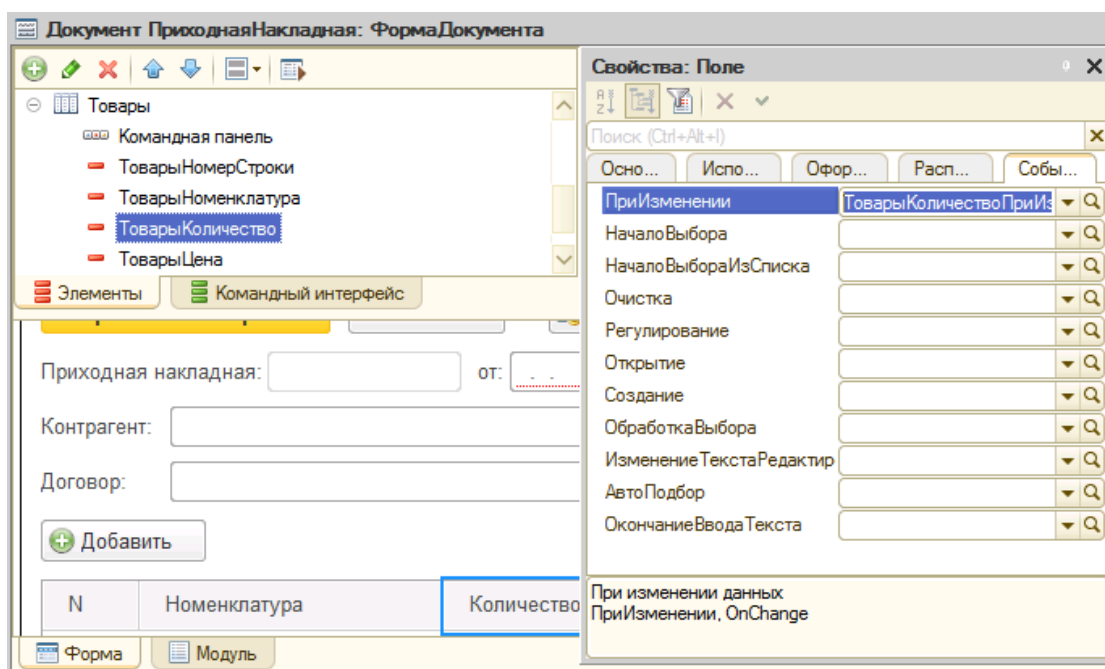 Документ ПриходнаяНакладная: ФормаДокумента
Товары
Командная панель
ТоварыНомерСтроки
ТоварыНоменклатура
ТоварыКоличество
ТоварыЦена
Элементы
Командный интерфейс
Приходная накладная:
от:
Контрагент:
Договор:
Добавить
N Номенклатура Количество
Форма
Модуль
Свойства: Поле
Поиск (Ctrl+Alt+I)
Осно... Испо... Офор... Расп... Собы...
ПриИзменении ТоварыКоличествоПриИз
НачалоВыбора
НачалоВыбораИзСписка
Очистка
Регулирование
Открытие
Создание
ОбработкаВыбора
ИзменениеТекстаРедактир
АвтоПодбор
ОкончаниеВводаТекста
При изменении данных
ПриИзменении, OnChange